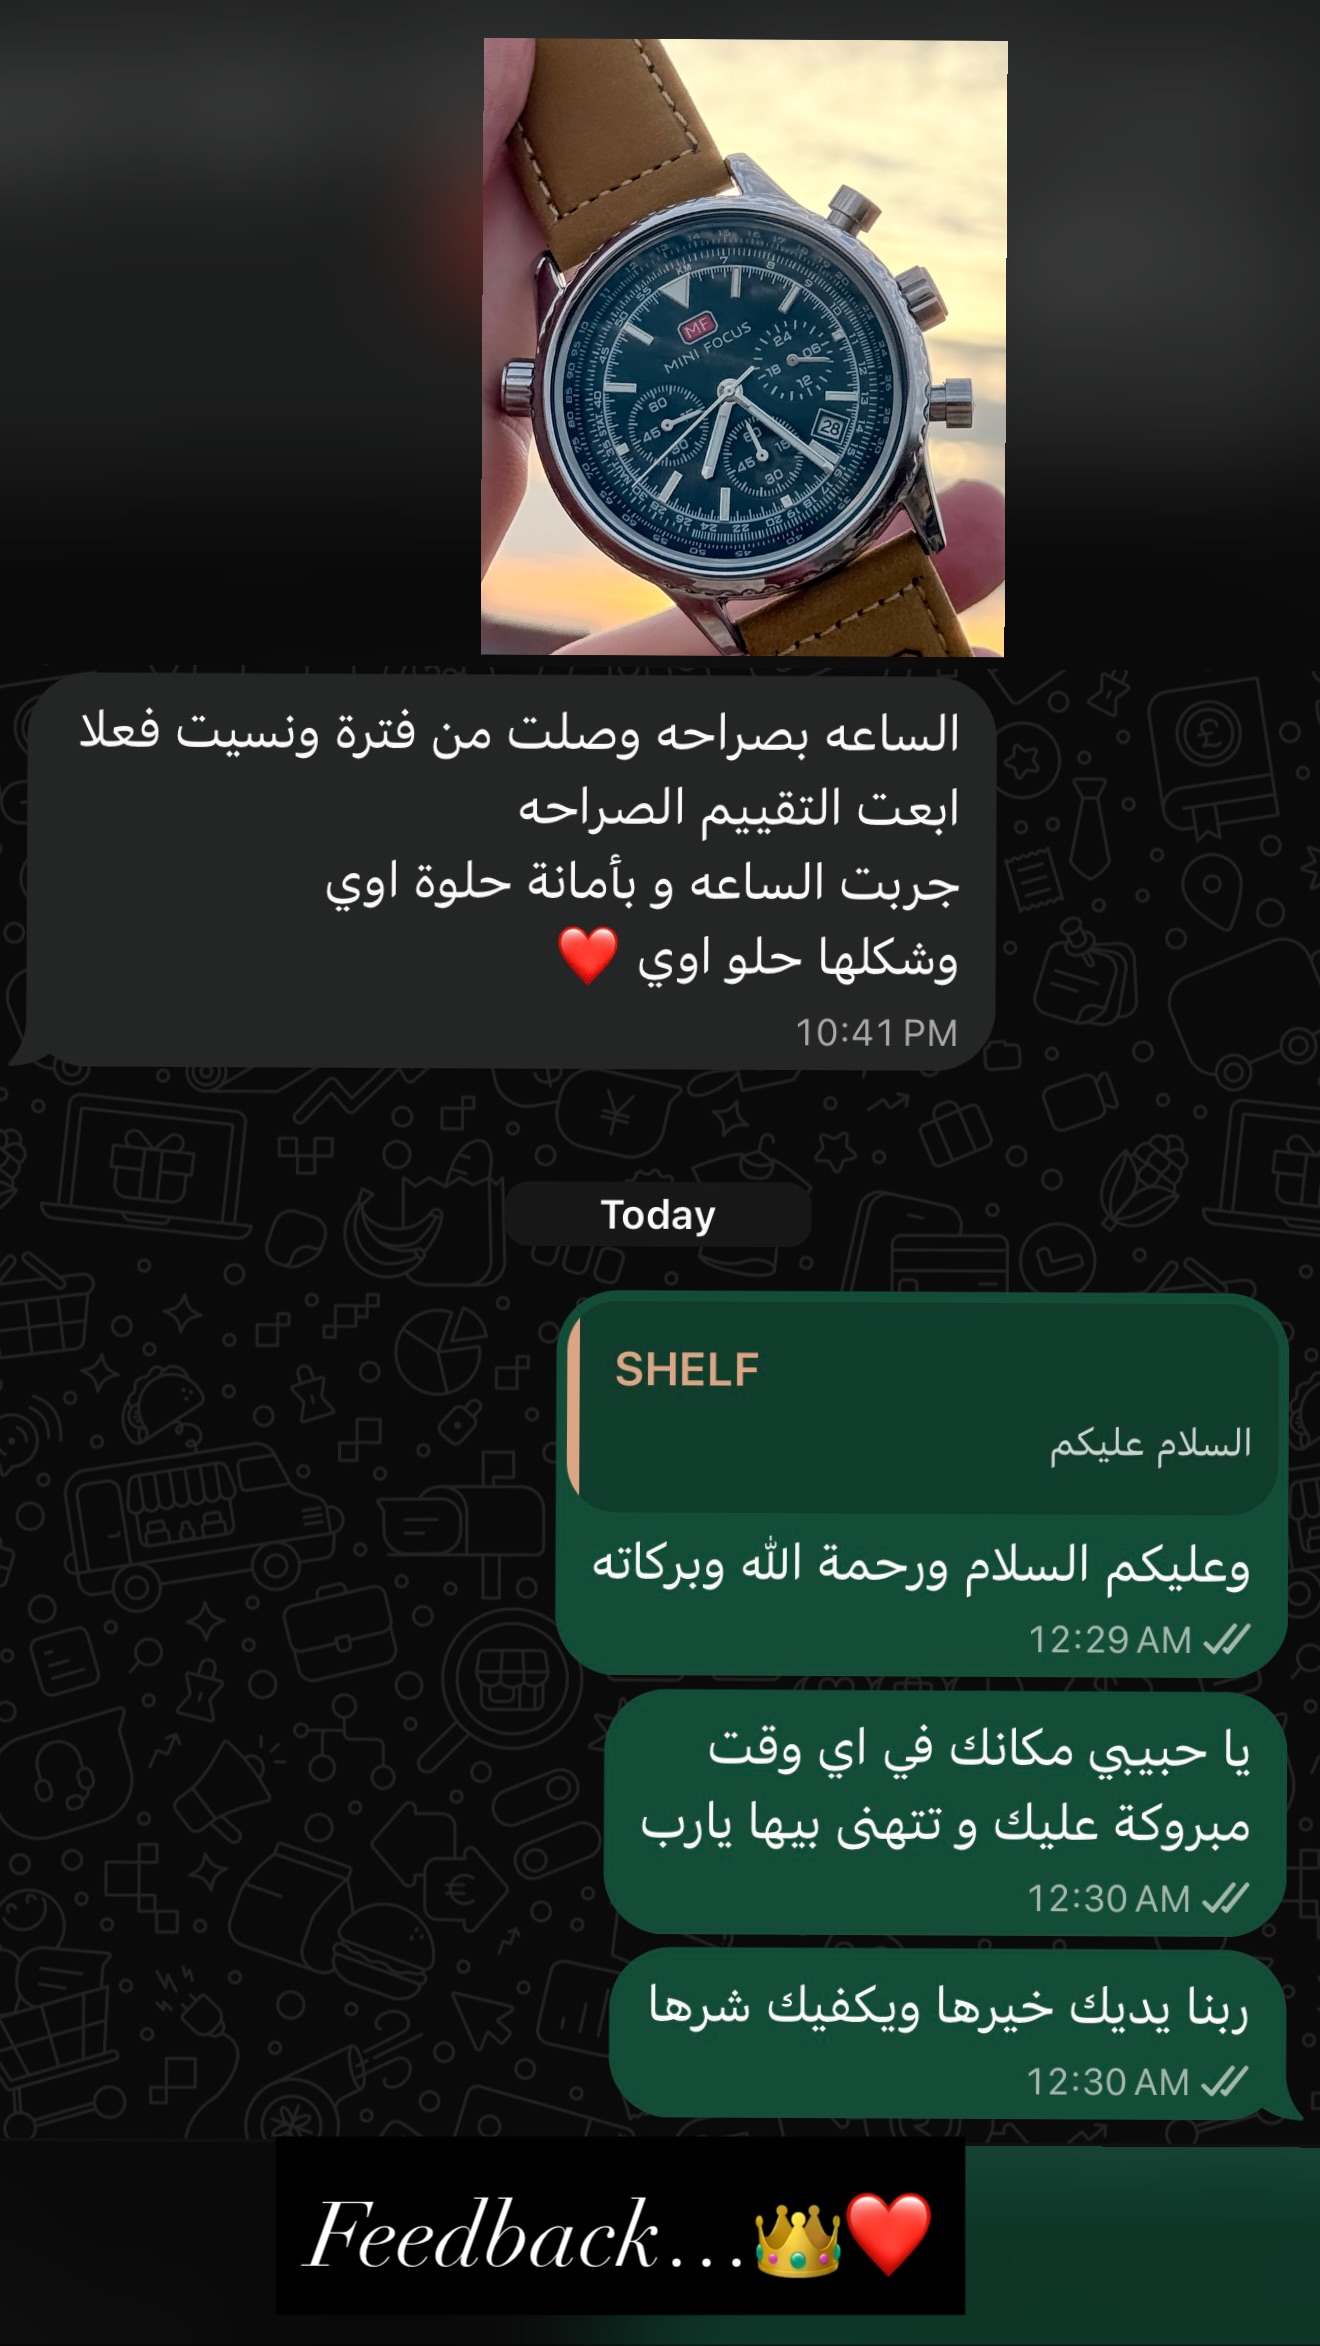 MF
MINI FOCUS
28
الساعه بصراحه وصلت من فترة ونسيت فعلا
ابعت التقييم الصراحه
جربت الساعه و بأمانة حلوة اوي
وشكلها حلو اوي ❤️
10:41 PM
Today
SHELF
السلام عليكم
وعليكم السلام ورحمة الله وبركاته
12:29 AM
يا حبيبي مكانك في اي وقت
مبروكة عليك و تتهنى بيها يارب
12:30 AM
ربنا يديك خيرها ويكفيك شرها
12:30 AM
Feedback...👑❤️